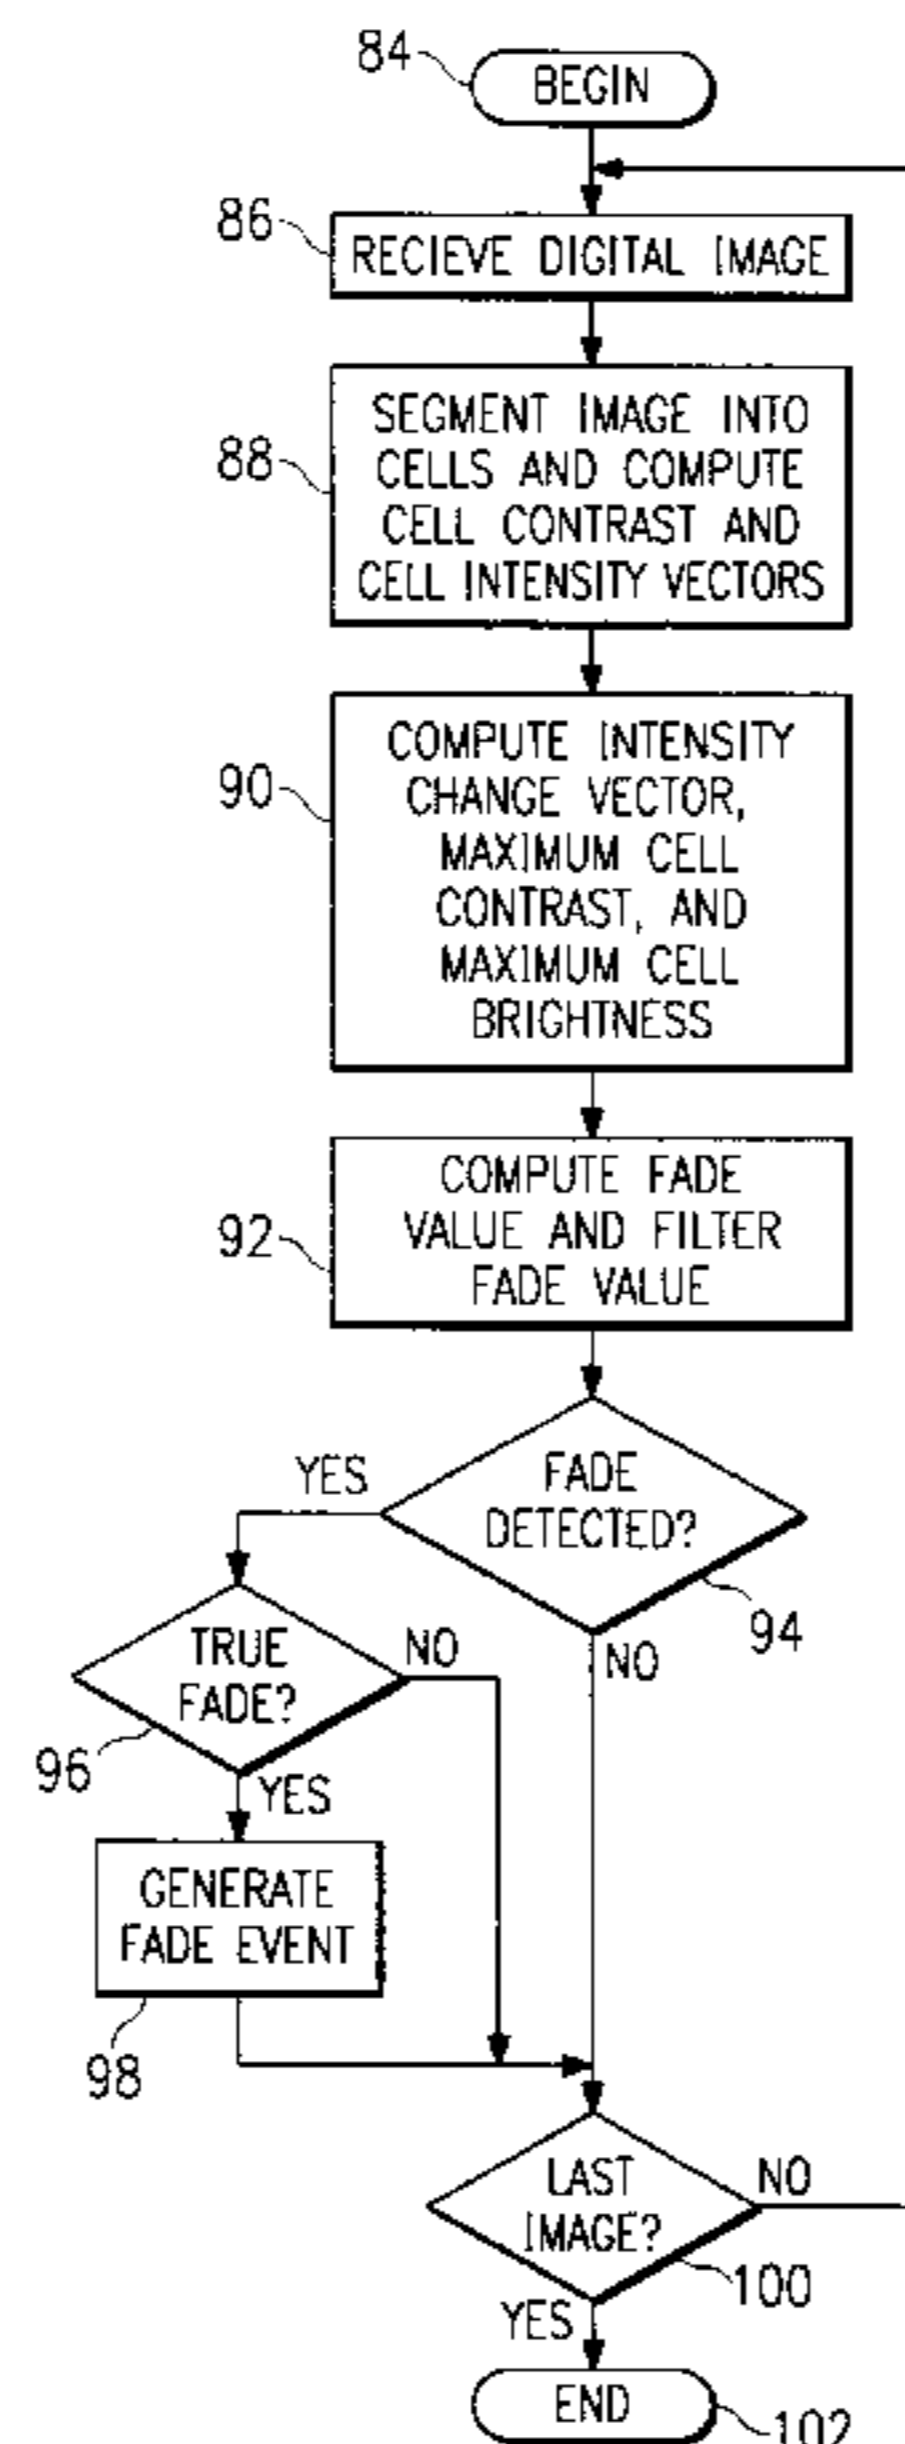 84
BEGIN
86
RECIEVE DIGITAL IMAGE
88
SEGMENT IMAGE INTO
CELLS AND COMPUTE
CELL CONTRAST AND
CELL INTENSITY VECTORS
90
COMPUTE INTENSITY
CHANGE VECTOR,
MAXIMUM CELL
CONTRAST, AND
MAXIMUM CELL
BRIGHTNESS
92
COMPUTE FADE
VALUE AND FILTER
FADE VALUE
YES
FADE
DETECTED?
94
NO
TRUE
FADE?
NO
96
YES
GENERATE
FADE EVENT
98
LAST
IMAGE?
NO
100
YES
END
102